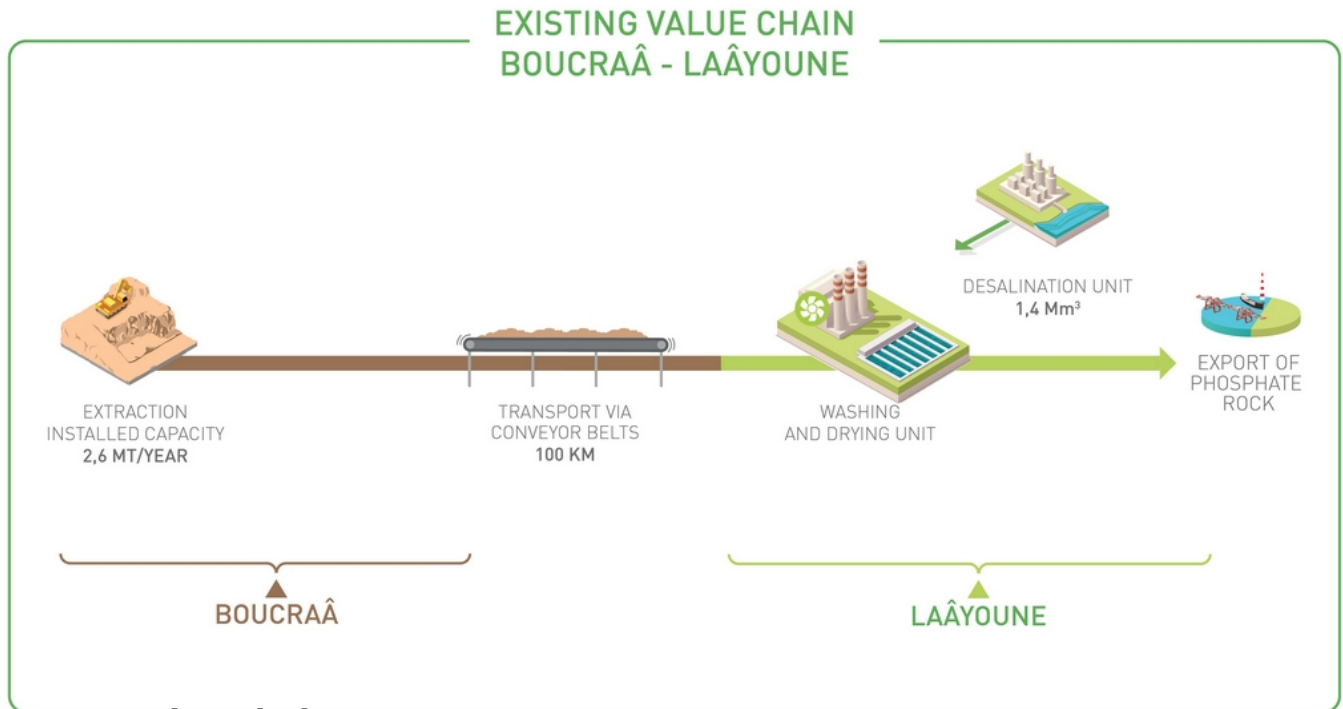 EXISTING VALUE CHAIN
BOUCRAÂ - LAÂYOUNE
DESALINATION UNIT
1,4 Mm³
EXTRACTION
INSTALLED CAPACITY
2,6 MT/YEAR
TRANSPORT VIA
CONVEYOR BELTS
100 KM
WASHING
AND DRYING UNIT
EXPORT OF
PHOSPHATE
ROCK
BOUCRAÂ
LAÂYOUNE